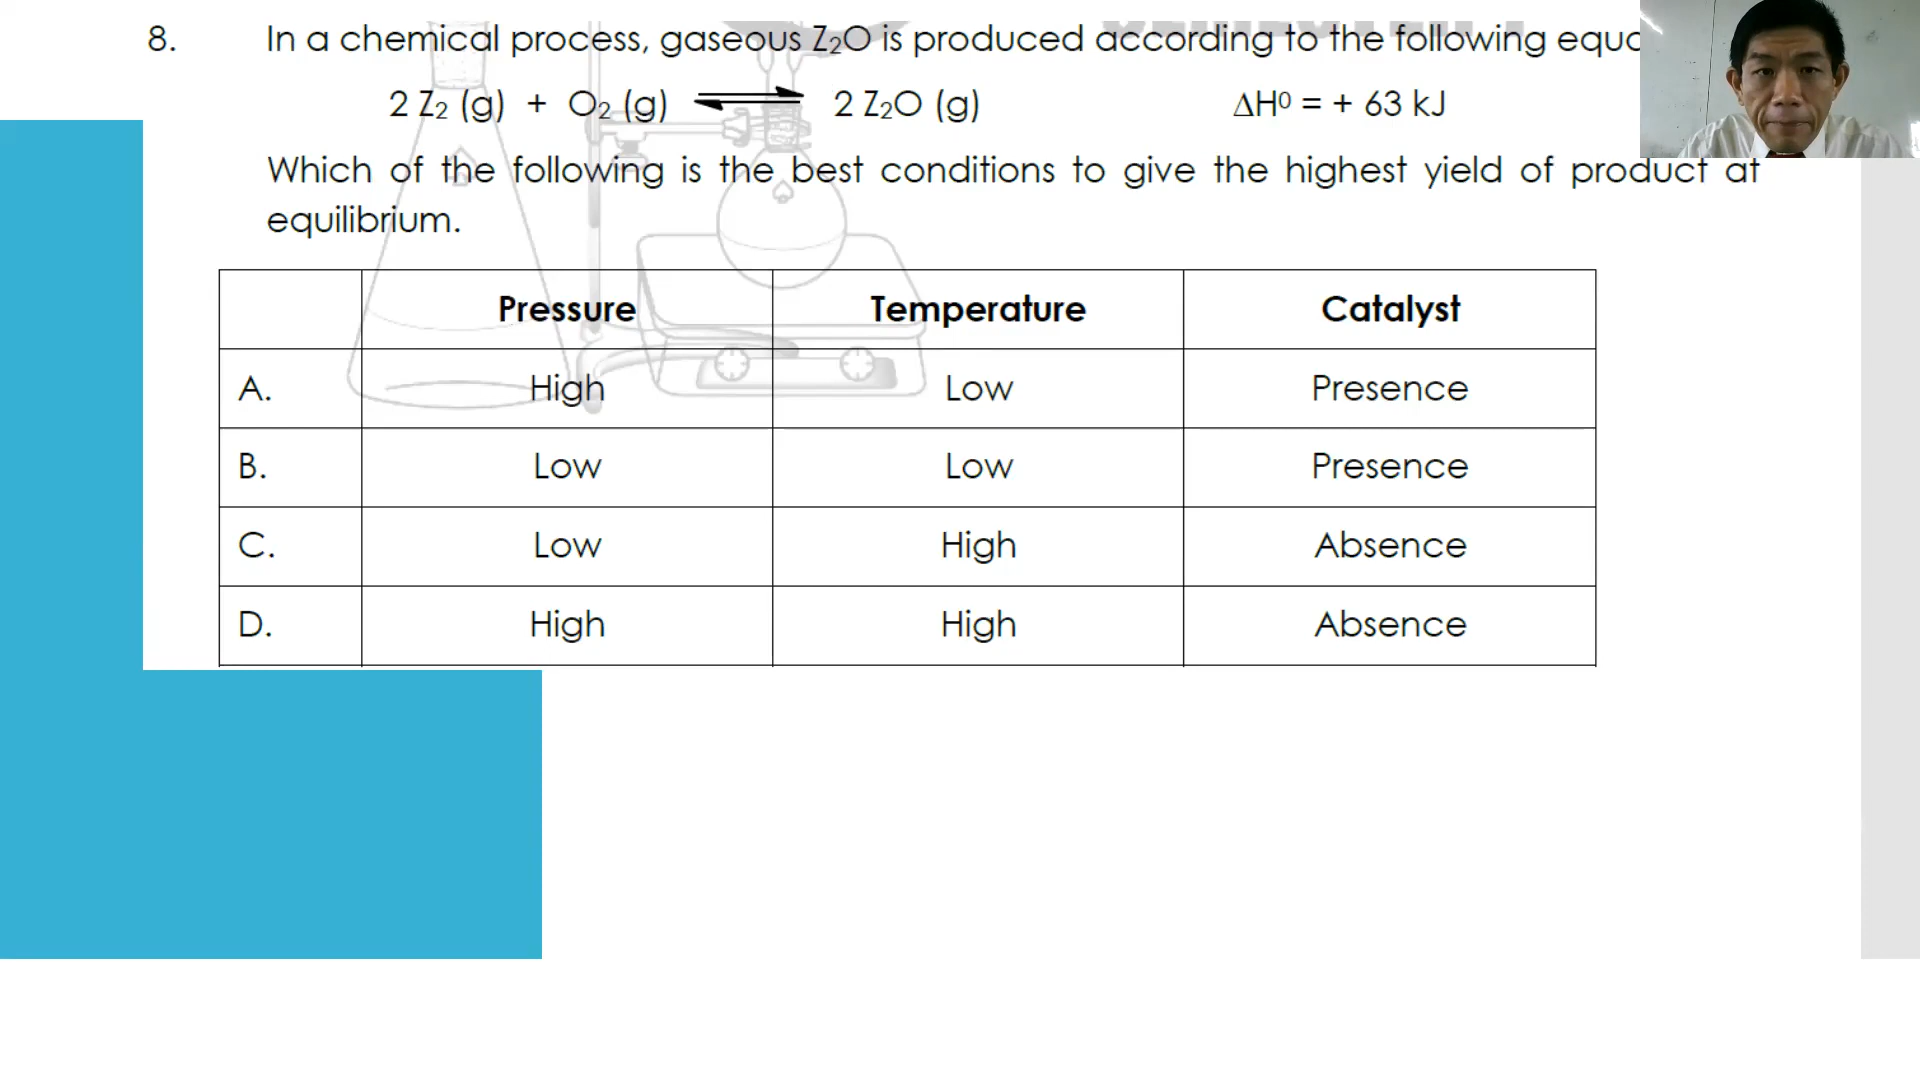 8. In a chemical process, gaseous Z₂O is produced according to the following equa
2 Z₂ (g) + O₂ (g) ⇌ 2 Z₂O (g) ΔH⁰ = + 63 kJ
Which of the following is the best conditions to give the highest yield of product at
equilibrium.
Pressure Temperature Catalyst
A. High Low Presence
B. Low Low Presence
C. Low High Absence
D. High High Absence